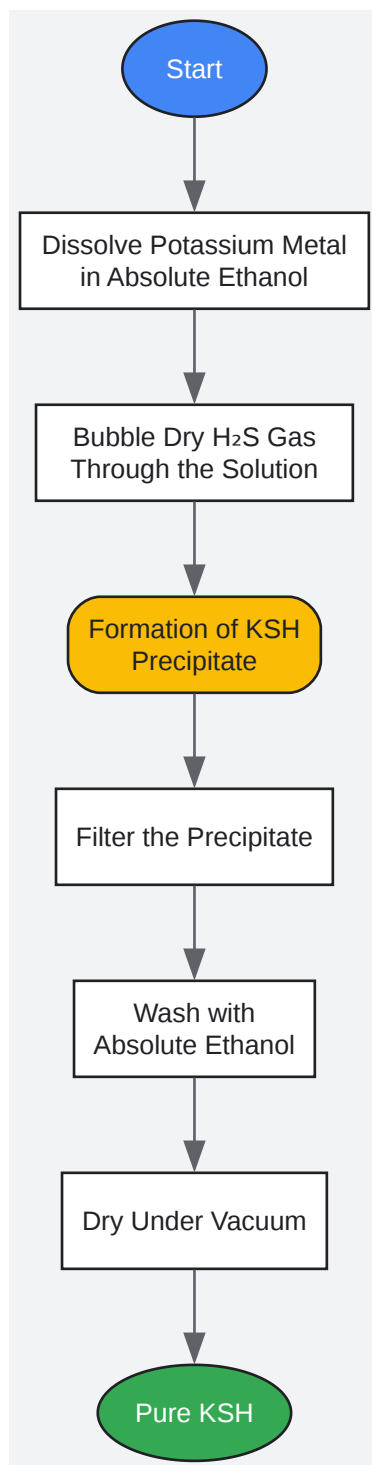 Start
Dissolve Potassium Metal
in Absolute Ethanol
Bubble Dry H₂S Gas
Through the Solution
Formation of KSH
Precipitate
Filter the Precipitate
Wash with
Absolute Ethanol
Dry Under Vacuum
Pure KSH